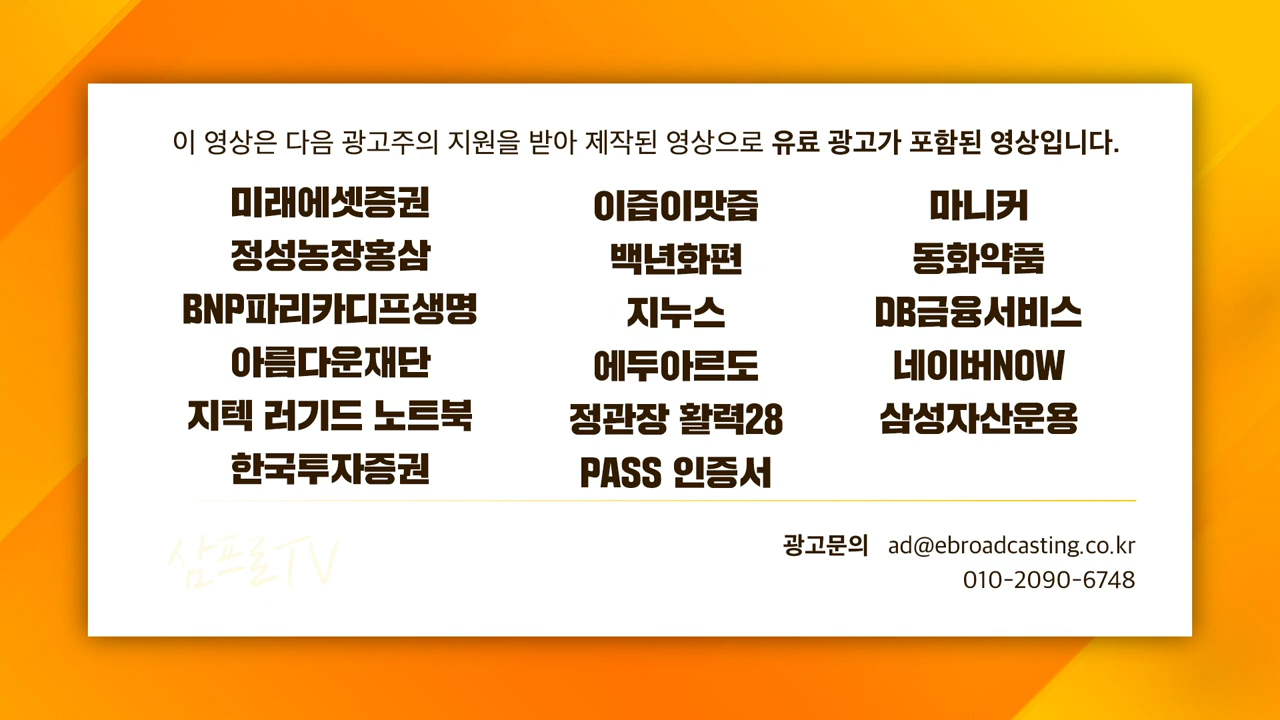 이 영상은 다음 광고주의 지원을 받아 제작된 영상으로 유료 광고가 포함된 영상입니다.
미래에셋증권
정성농장홍삼
BNP파리카디프생명
아름다운재단
지텍 러기드 노트북
한국투자증권
이즙이맛즙
백년화편
지누스
에두아르도
정관장 활력28
PASS 인증서
마니커
동화약품
DB금융서비스
네이버NOW
삼성자산운용
삼프로TV
광고문의 ad@ebroadcasting.co.kr
010-2090-6748